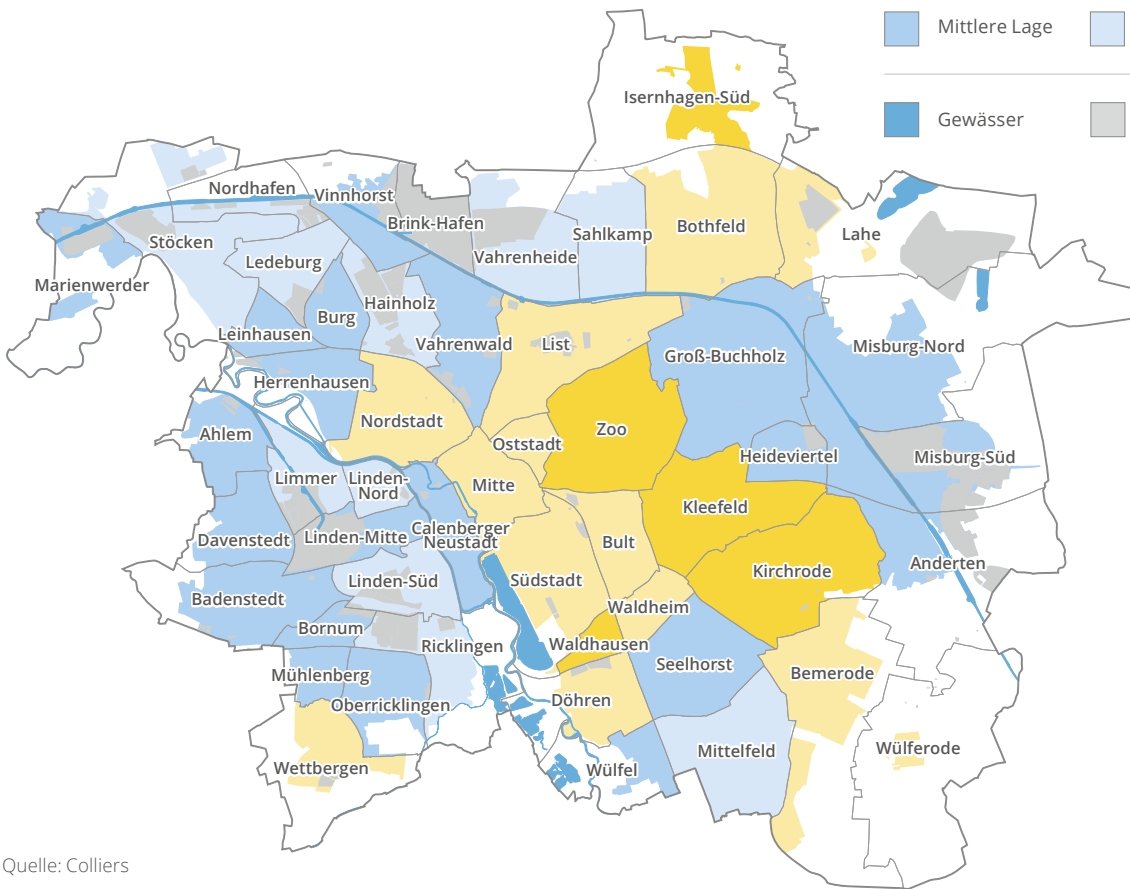 Mittlere Lage
Gewässer
Isernhagen-Süd
Nordhafen
Vinnhorst
Brink-Hafen
Stöcken
Ledeburg
Vahrenheide
Sahlkamp
Bothfeld
Lahe
Marienwerder
Hainholz
Burg
Leinhausen
Vahrenwald
List
Groß-Buchholz
Misburg-Nord
Herrenhausen
Nordstadt
Zoo
Oststadt
Ahlem
Heideviertel
Misburg-Süd
Limmer
Linden-
Nord
Mitte
Kleefeld
Davenstedt
Linden-Mitte
Calenberger
Neustadt
Bult
Anderten
Kirchrode
Linden-Süd
Südstadt
Badenstedt
Waldheim
Bornum
Ricklingen
Waldhausen
Seelhorst
Bemerode
Mühlenberg
Oberricklingen
Döhren
Mittelfeld
Wülferode
Wettbergen
Wülfel
Quelle: Colliers